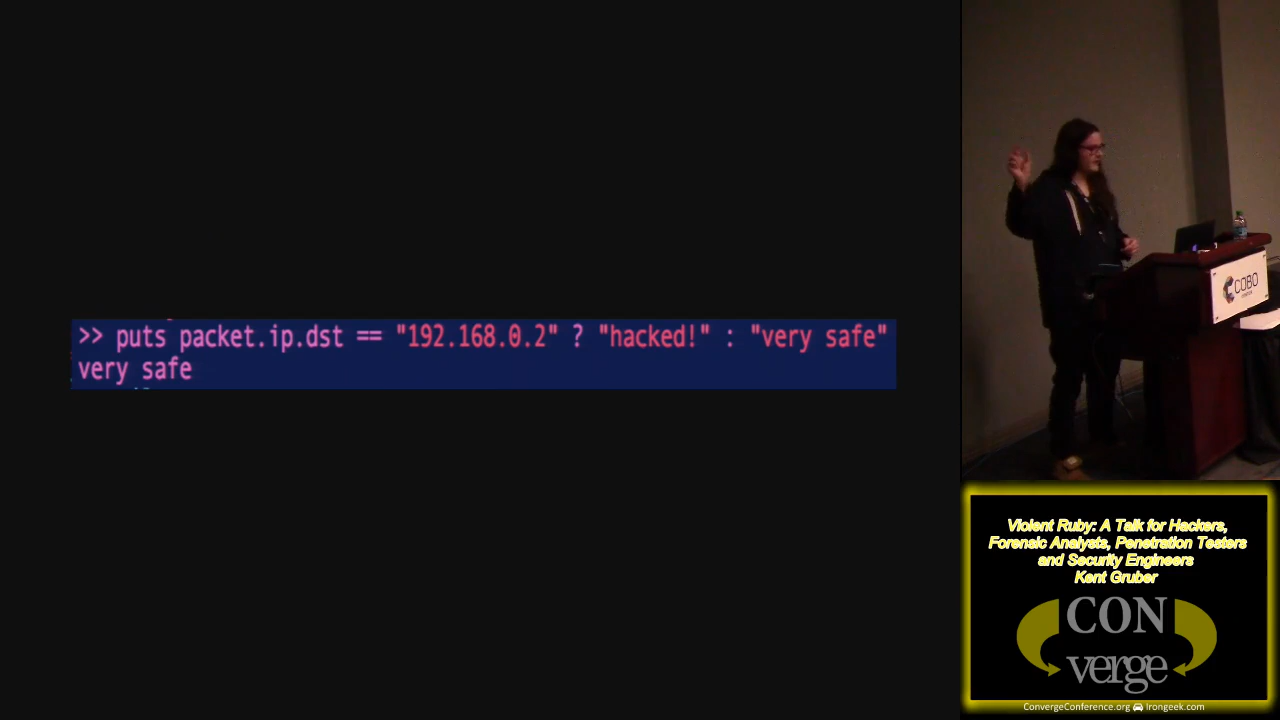 >> puts packet.ip.dst == "192.168.0.2" ? "hacked!" : "very safe"
very safe
COBO
Violent Ruby: A Talk for Hackers,
Forensic Analysts, Penetration Testers
and Security Engineers
Kent Gruber
CON
verge
ConvergeConference.org Irongeek.com